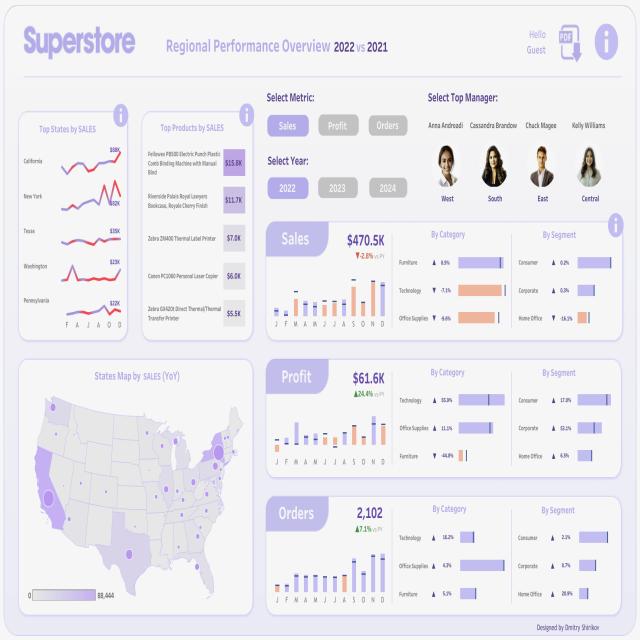 Superstore
Regional Performance Overview 2022 vs 2021
Hello
Guest
PDF
i
Select Metric:
Sales
Profit
Orders
Select Year:
2022
2023
2024
Select Top Manager:
Anna Andreadi
Cassandra Brandow
Chuck Magee
Kelly Williams
West
South
East
Central
i
Top States by SALES
California
$88K
New York
$82K
Texas
$35K
Washington
$23K
Pennsylvania
$22K
F A J A O D
i
Top Products by SALES
Fellowes PB500 Electric Punch Plastic
Comb Binding Machine with Manual
Bind
$15.8K
Riverside Palais Royal Lawyers
Bookcase, Royale Cherry Finish
$11.7K
Zebra ZM400 Thermal Label Printer
$7.0K
Canon PC1060 Personal Laser Copier
$6.0K
Zebra GX420t Direct Thermal/Thermal
Transfer Printer
$5.5K
i
Sales
$470.5K
▼-2.8% vs PY
J F M A M J J A S O N D
By Category
Furniture ▲ 8.9%
Technology ▼ -7.1%
Office Supplies ▼ -9.6%
By Segment
Consumer ▲ 0.2%
Corporate ▲ 0.3%
Home Office ▼ -16.1%
States Map by SALES (YoY)
0
88,444
Profit
$61.6K
▲24.4% vs PY
J F M A M J J A S O N D
By Category
Technology ▲
Office Supplies ▲ 11.1%
Furniture ▼
By Segment
Consumer ▲ 17.0%
Corporate ▲
Home Office ▲ 6.5%
Orders
2,102
▲7.1% vs PY
J F M A M J J A S O N D
By Category
Technology ▲ 16.2%
Office Supplies ▲ 4.3%
Furniture ▲ 5.1%
By Segment
Consumer ▲ 2.1%
Corporate ▲ 8.7%
Home Office ▲ 20.9%
Designed by Dmitry Shirikov